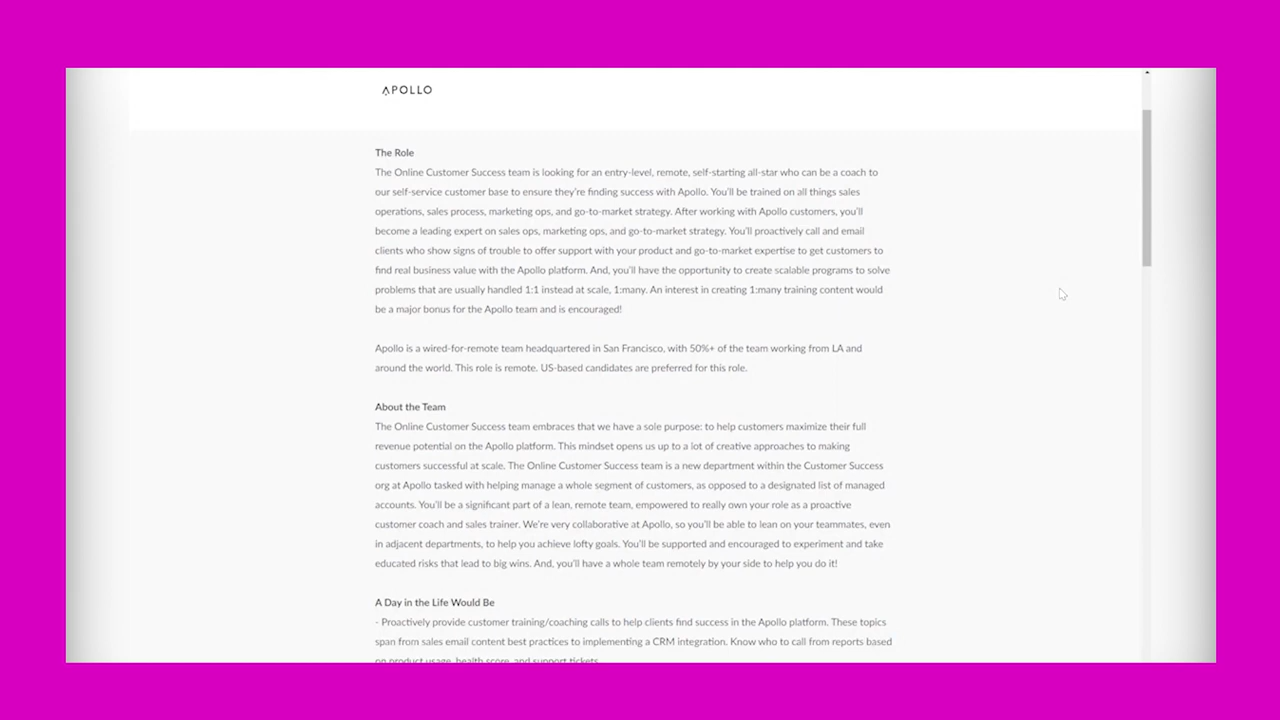 APOLLO
The Role
The Online Customer Success team is looking for an entry-level, remote, self-starting all-star who can be a coach to
our self-service customer base to ensure they're finding success with Apollo. You'll be trained on all things sales
operations, sales process, marketing ops, and go-to-market strategy. After working with Apollo customers, you'll
become a leading expert on sales ops, marketing ops, and go-to-market strategy. You'll proactively call and email
clients who show signs of trouble to offer support with your product and go-to-market expertise to get customers to
find real business value with the Apollo platform. And, you'll have the opportunity to create scalable programs to solve
problems that are usually handled 1:1 instead at scale, 1:many. An interest in creating 1:many training content would
be a major bonus for the Apollo team and is encouraged!
Apollo is a wired-for-remote team headquartered in San Francisco, with 50%+ of the team working from LA and
around the world. This role is remote. US-based candidates are preferred for this role.
About the Team
The Online Customer Success team embraces that we have a sole purpose: to help customers maximize their full
revenue potential on the Apollo platform. This mindset opens us up to a lot of creative approaches to making
customers successful at scale. The Online Customer Success team is a new department within the Customer Success
org at Apollo tasked with helping manage a whole segment of customers, as opposed to a designated list of managed
accounts. You'll be a significant part of a lean, remote team, empowered to really own your role as a proactive
customer coach and sales trainer. We're very collaborative at Apollo, so you'll be able to lean on your teammates, even
in adjacent departments, to help you achieve lofty goals. You'll be supported and encouraged to experiment and take
educated risks that lead to big wins. And, you'll have a whole team remotely by your side to help you do it!
A Day in the Life Would Be
- Proactively provide customer training/coaching calls to help clients find success in the Apollo platform. These topics
span from sales email content best practices to implementing a CRM integration. Know who to call from reports based
on product usage, health score, and support tickets.